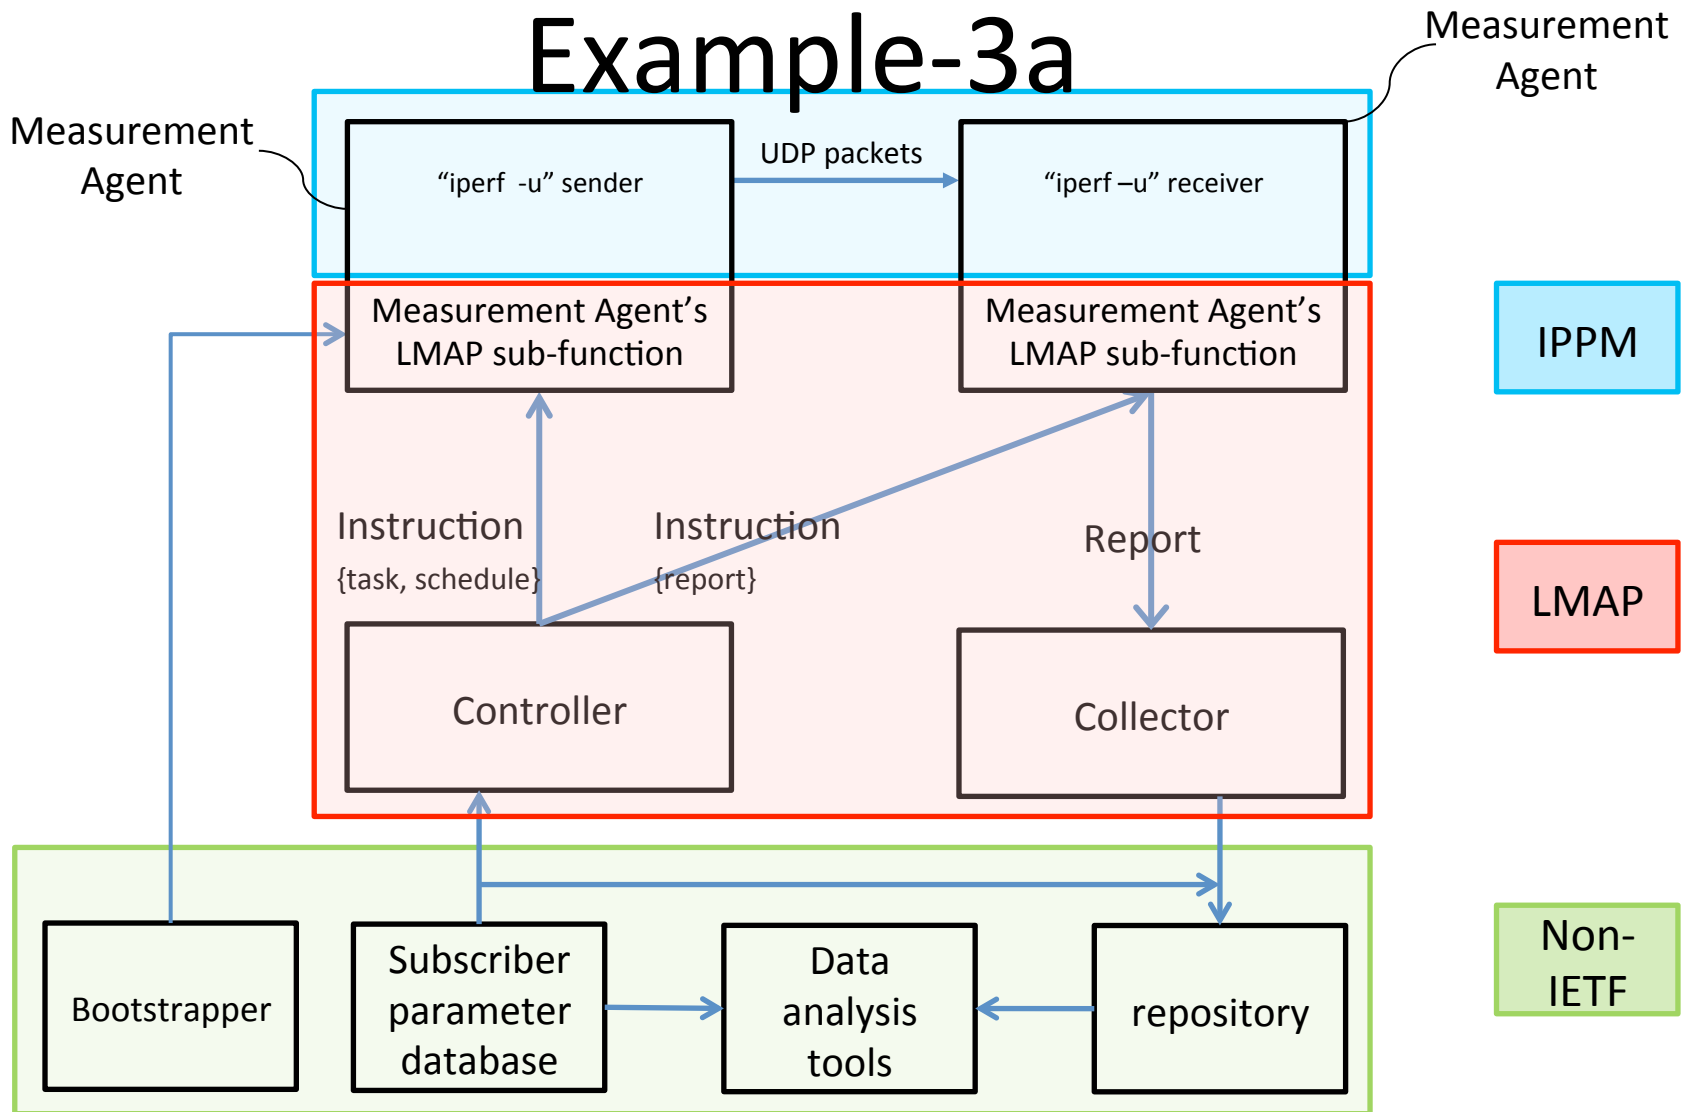 Example-3a
Measurement
Agent
Measurement
Agent
UDP packets
“iperf -u” sender
“iperf –u” receiver
Measurement Agent’s
LMAP sub-function
Measurement Agent’s
LMAP sub-function
IPPM
Instruction
{task, schedule}
Instruction
{report}
Report
LMAP
Controller
Collector
Bootstrapper
Subscriber
parameter
database
Data
analysis
tools
repository
Non-
IETF